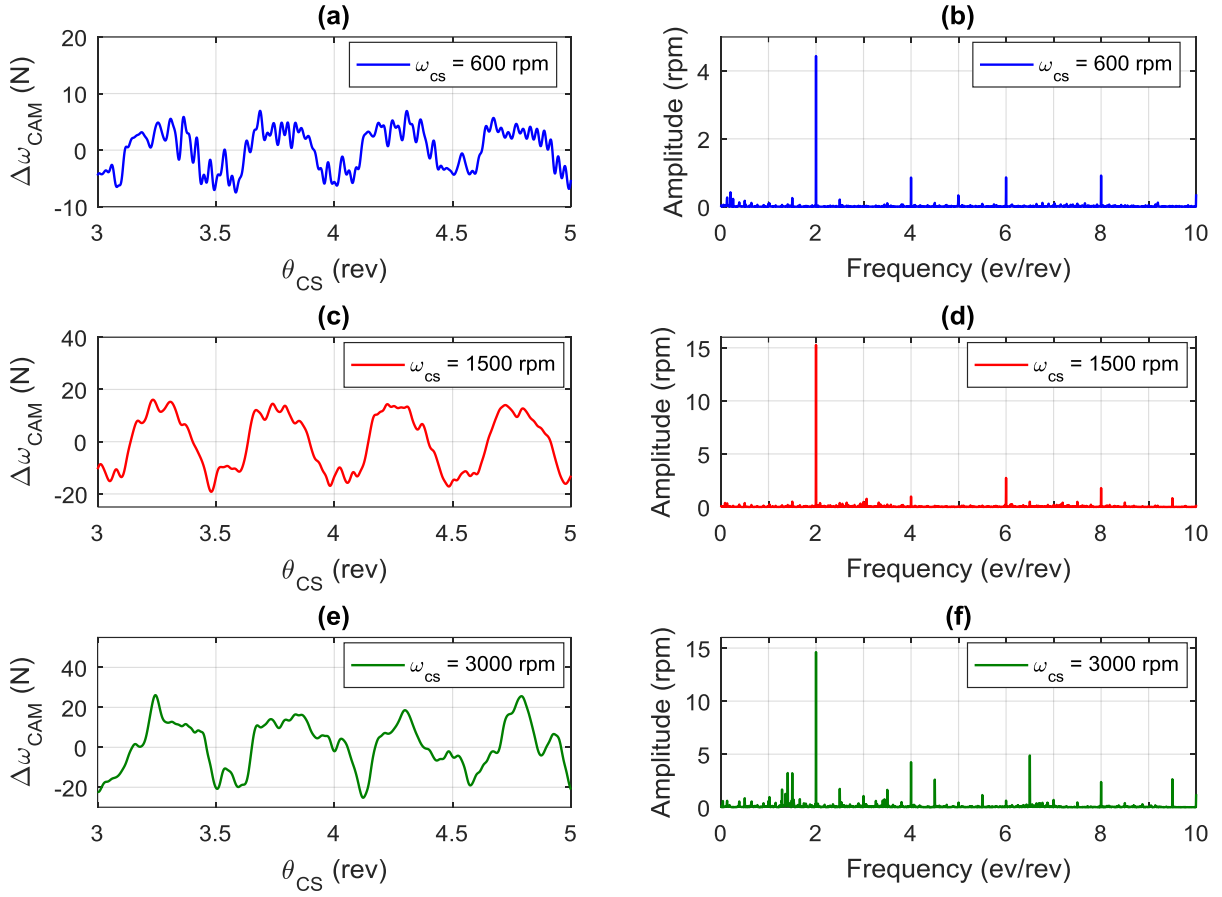 (a)
20
10
0
-10
Δω_CAM (N)
ω_cs = 600 rpm
3
3.5
4
4.5
5
θ_CS (rev)
(b)
4
2
0
Amplitude (rpm)
ω_cs = 600 rpm
0
2
4
6
8
10
Frequency (ev/rev)
(c)
40
20
0
-20
Δω_CAM (N)
ω_cs = 1500 rpm
3
3.5
4
4.5
5
θ_CS (rev)
(d)
15
10
5
0
Amplitude (rpm)
ω_cs = 1500 rpm
0
2
4
6
8
10
Frequency (ev/rev)
(e)
40
20
0
-20
Δω_CAM (N)
ω_cs = 3000 rpm
3
3.5
4
4.5
5
θ_CS (rev)
(f)
15
10
5
0
Amplitude (rpm)
ω_cs = 3000 rpm
0
2
4
6
8
10
Frequency (ev/rev)